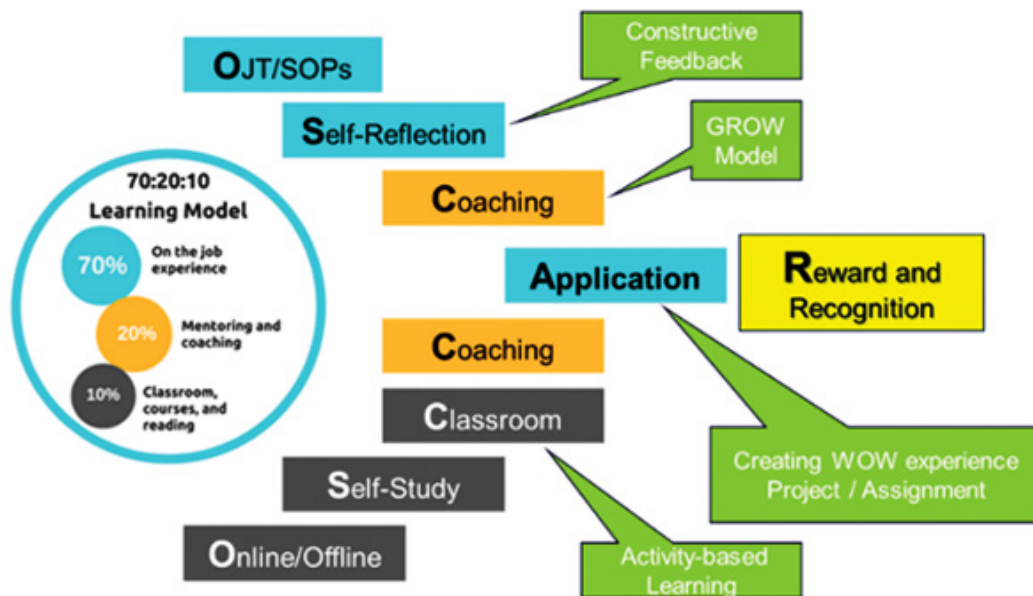 OJT/SOPs
Constructive
Feedback
Self-Reflection
GROW
Model
Coaching
70:20:10
Learning Model
70%
On the job
experience
20%
Mentoring and
coaching
10%
Classroom,
courses, and
reading
Application
Reward and
Recognition
Coaching
Classroom
Creating WOW experience
Project / Assignment
Self-Study
Online/Offline
Activity-based
Learning